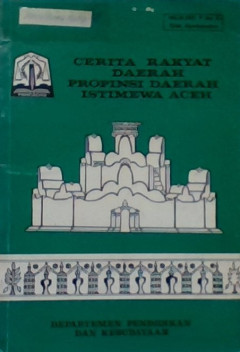 CERITA RAKYAT
DAERAH
PROPINSI DAERAH
ISTIMEWA ACEH
DEPARTEMEN PENDIDIKAN
DAN KEBUDAYAAN